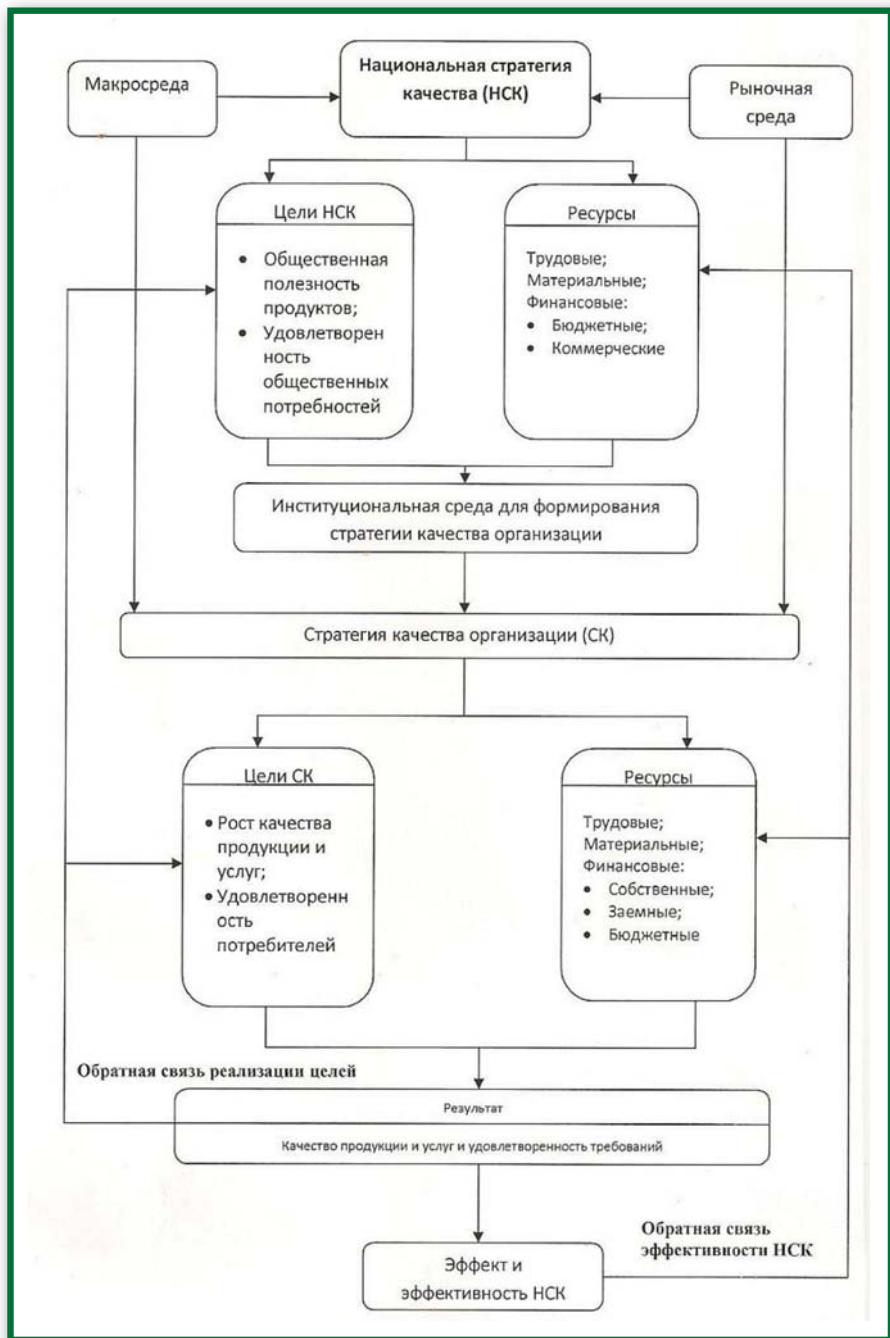 Национальная стратегия
качества (НСК)
Макросреда
Рыночная
среда
Цели НСК
• Общественная
полезность
продуктов;
• Удовлетворен
ность
общественных
потребностей
Ресурсы
Трудовые;
Материальные;
Финансовые:
• Бюджетные;
• Коммерческие
Институциональная среда для формирования
стратегии качества организации
Стратегия качества организации (СК)
Цели СК
• Рост качества
продукции и
услуг;
• Удовлетворенн
ость
потребителей
Ресурсы
Трудовые;
Материальные;
Финансовые:
• Собственные;
• Заемные;
• Бюджетные
Обратная связь реализации целей
Результат
Качество продукции и услуг и удовлетворенность требований
Обратная связь
эффективности НСК
Эффект и
эффективность НСК